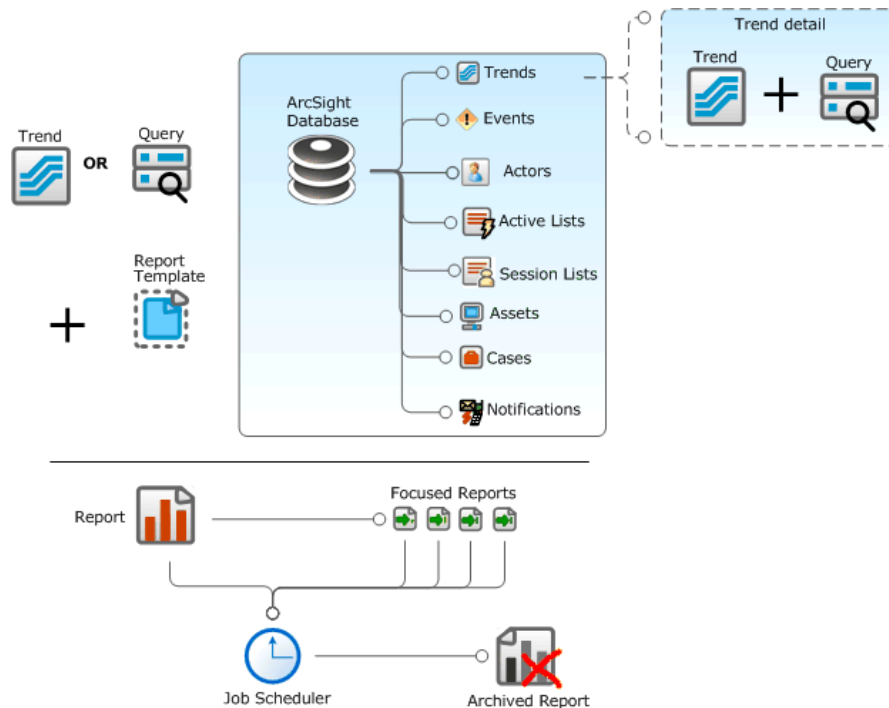 Trend detail
Trend
Query
ArcSight
Database
Trends
Events
Actors
Active Lists
Session Lists
Assets
Cases
Notifications
Trend
OR
Query
Report
Template
Report
Focused Reports
Job Scheduler
Archived Report